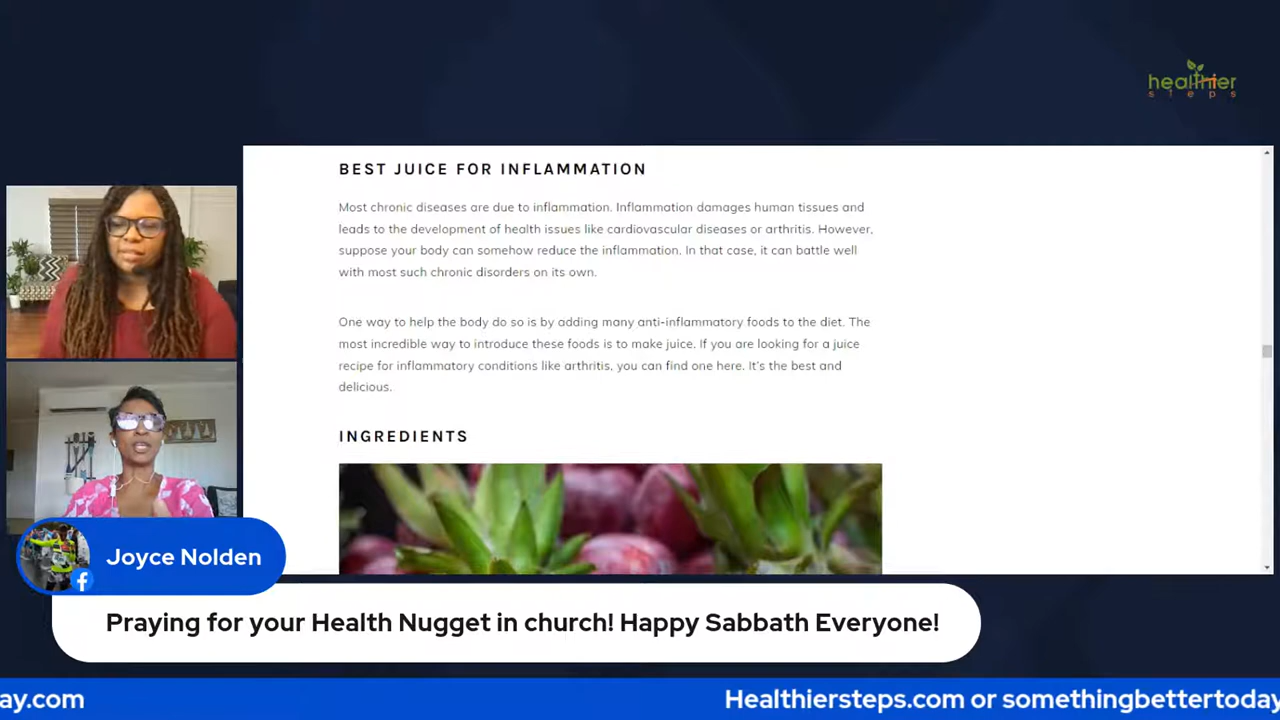 healthier
steps
BEST JUICE FOR INFLAMMATION
Most chronic diseases are due to inflammation. Inflammation damages human tissues and
leads to the development of health issues like cardiovascular diseases or arthritis. However,
suppose your body can somehow reduce the inflammation. In that case, it can battle well
with most such chronic disorders on its own.
One way to help the body do so is by adding many anti-inflammatory foods to the diet. The
most incredible way to introduce these foods is to make juice. If you are looking for a juice
recipe for inflammatory conditions like arthritis, you can find one here. It's the best and
delicious.
INGREDIENTS
Joyce Nolden
Praying for your Health Nugget in church! Happy Sabbath Everyone!
ay.com Healthiersteps.com or somethingbettertoday